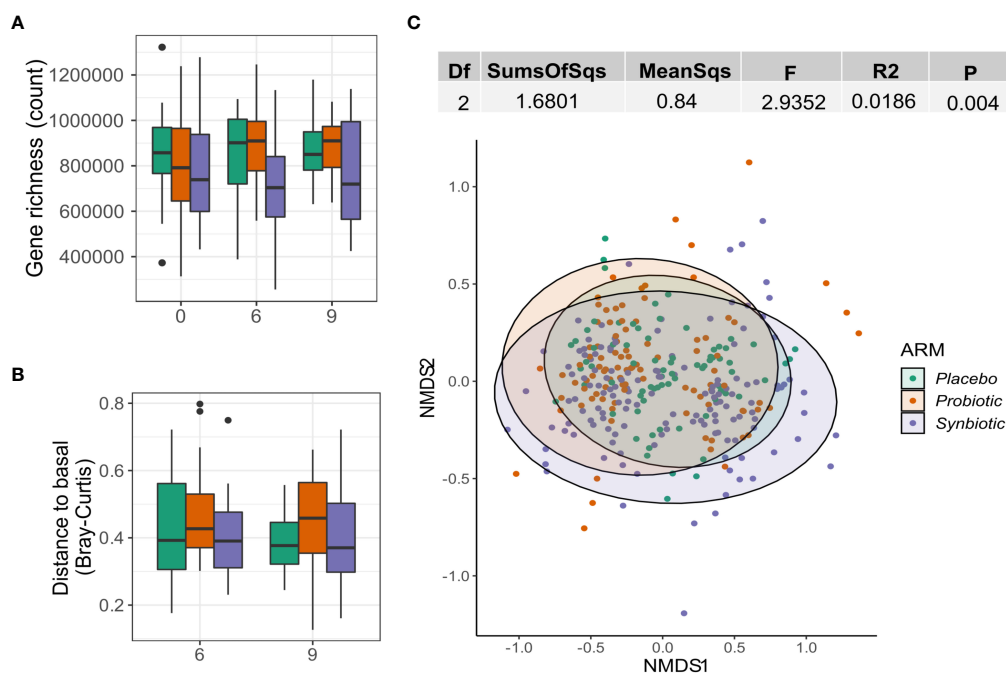 A
Gene richness (count)
1200000
1000000
800000
600000
400000
0 6 9
B
Distance to basal
(Bray-Curtis)
0.8
0.6
0.4
0.2
6 9
C
Df SumsOfSqs MeanSqs F R2 P
2 1.6801 0.84 2.9352 0.0186 0.004
NMDS2
1.0
0.5
0.0
-0.5
-1.0
-1.0 -0.5 0.0 0.5 1.0
NMDS1
ARM
Placebo
Probiotic
Synbiotic